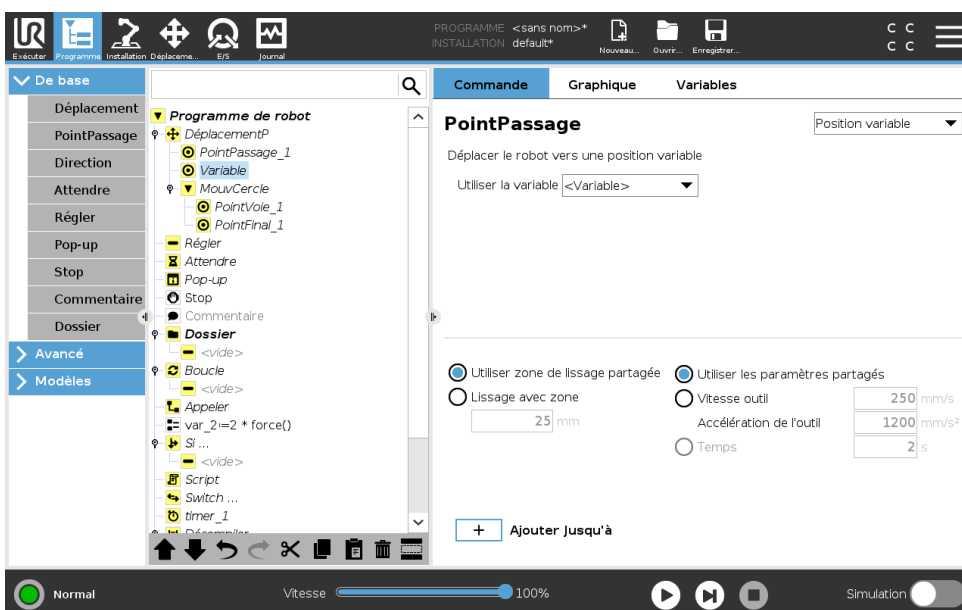 PROGRAMME <sans nom>*
INSTALLATION default*
Exécuter Programme Installation Déplaceme... E/S Journal
Nouveau... Ouvrir... Enregistrer...
C C
C C
De base
Déplacement
PointPassage
Direction
Attendre
Régler
Pop-up
Stop
Commentaire
Dossier
Avancé
Modèles
Programme de robot
DéplacementP
PointPassage_1
Variable
MouvCercle
PointVoie_1
PointFinal_1
Régler
Attendre
Pop-up
Stop
Commentaire
Dossier
<vide>
Boucle
<vide>
Appeler
var_2:=2 * force()
Si ...
<vide>
Script
Switch ...
timer_1
Décompiler
Commande Graphique Variables
PointPassage
Position variable
Déplacer le robot vers une position variable
Utiliser la variable <Variable>
Utiliser zone de lissage partagée
Lissage avec zone
25 mm
Utiliser les paramètres partagés
Vitesse outil 250 mm/s
Accélération de l'outil 1200 mm/s²
Temps 2 s
+ Ajouter Jusqu'à
Normal Vitesse 100% Simulation